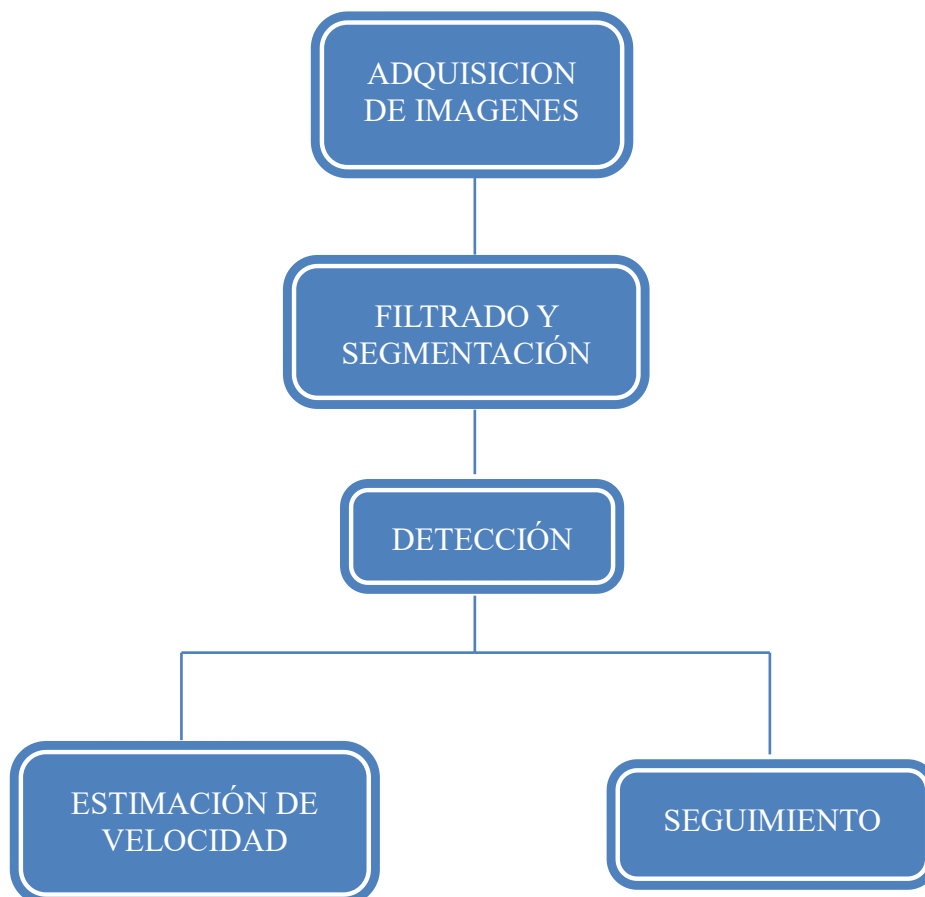 ADQUISICION
DE IMAGENES
FILTRADO Y
SEGMENTACIÓN
DETECCIÓN
ESTIMACIÓN DE
VELOCIDAD
SEGUIMIENTO